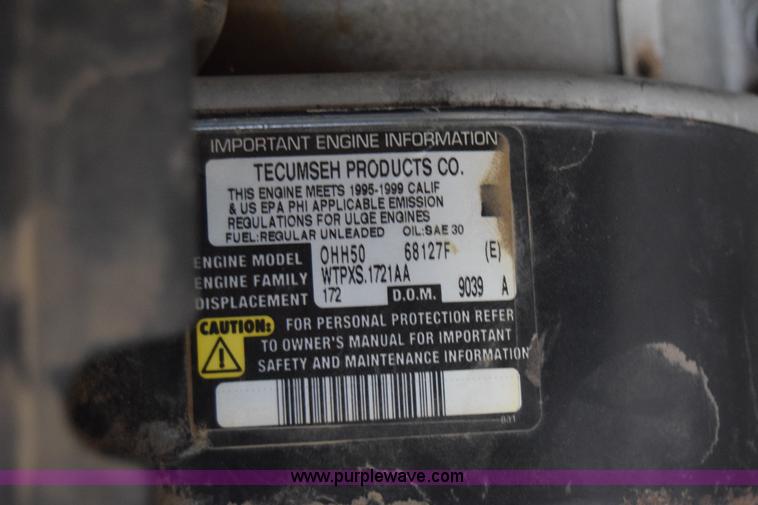 IMPORTANT ENGINE INFORMATION
TECUMSEH PRODUCTS CO.
THIS ENGINE MEETS 1995-1999 CALIF
& US EPA PHI APPLICABLE EMISSION
REGULATIONS FOR ULGE ENGINES
FUEL:REGULAR UNLEADED OIL:SAE 30
ENGINE MODEL OHH50 68127F (E)
ENGINE FAMILY WTPXS.1721AA
DISPLACEMENT 172 D.O.M. 9039 A
CAUTION: FOR PERSONAL PROTECTION REFER
TO OWNER'S MANUAL FOR IMPORTANT
SAFETY AND MAINTENANCE INFORMATION
831
www.purplewave.com